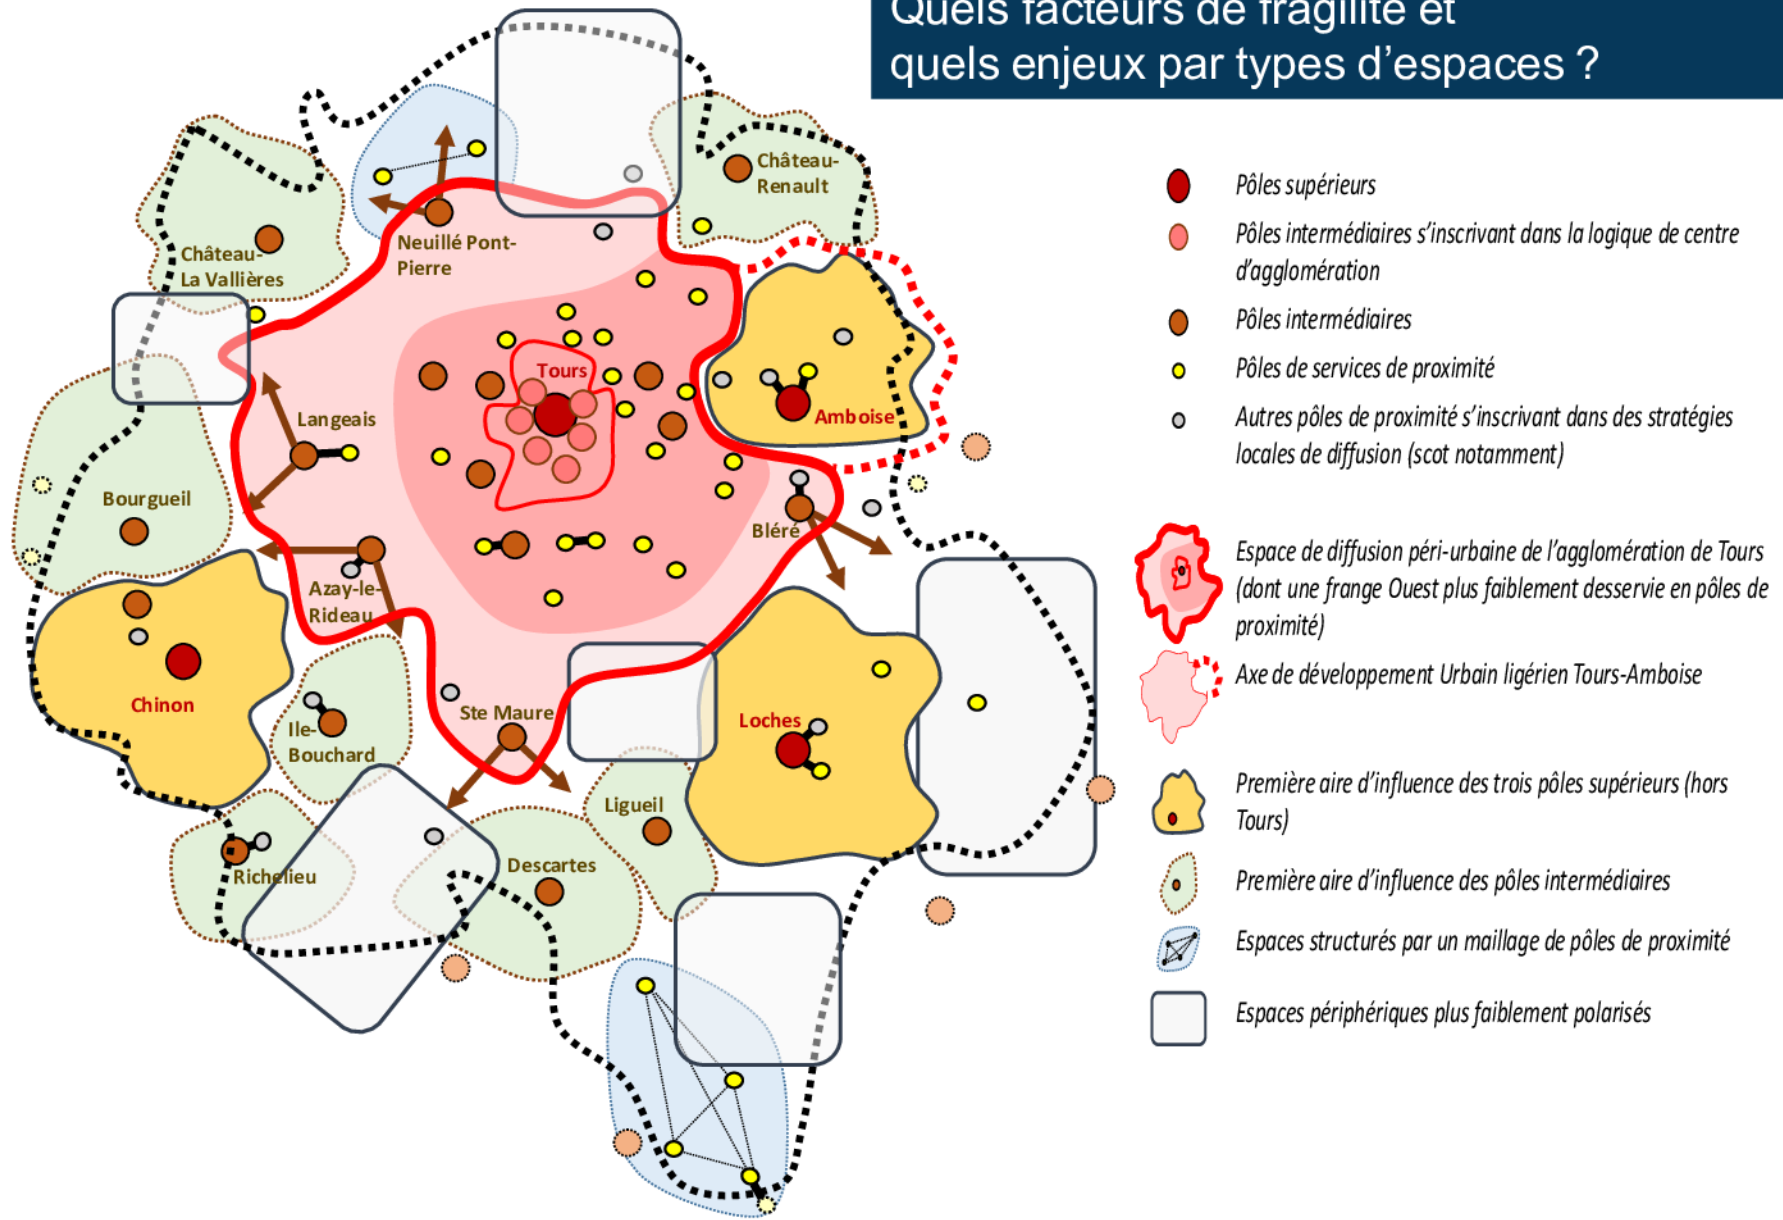 Quels facteurs de fragilité et
quels enjeux par types d'espaces ?
Château-
Renault
Château-
La Vallières
Neuillé Pont-
Pierre
Tours
Amboise
Langeais
Bourgueil
Bléré
Azay-le-
Rideau
Chinon
Ile-
Bouchard
Ste Maure
Loches
Ligueil
Richelieu
Descartes
Pôles supérieurs
Pôles intermédiaires s'inscrivant dans la logique de centre
d'agglomération
Pôles intermédiaires
Pôles de services de proximité
Autres pôles de proximité s'inscrivant dans des stratégies
locales de diffusion (scot notamment)
Espace de diffusion péri-urbaine de l'agglomération de Tours
(dont une frange Ouest plus faiblement desservie en pôles de
proximité)
Axe de développement Urbain ligérien Tours-Amboise
Première aire d'influence des trois pôles supérieurs (hors
Tours)
Première aire d'influence des pôles intermédiaires
Espaces structurés par un maillage de pôles de proximité
Espaces périphériques plus faiblement polarisés